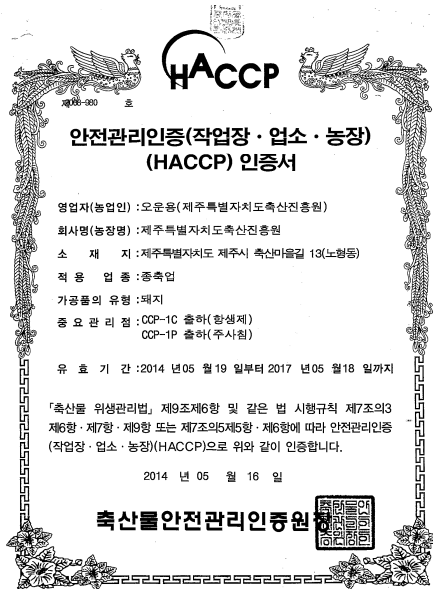 HACCP
제2008-980 호
안전관리인증(작업장 · 업소 · 농장)
(HACCP) 인증서
영업자(농업인) :오운용(제주특별자치도축산진흥원)
회사명(농장명) :제주특별자치도축산진흥원
소 재 지 :제주특별자치도 제주시 축산마을길 13(노형동)
적 용 업 종 :종축업
가공품의 유형 :돼지
중 요 관 리 점 :CCP-1C 출하(항생제)
CCP-1P 출하(주사침)
유 효 기 간 :2014 년 05 월 19 일부터 2017 년 05 월 18 일까지
「축산물 위생관리법」 제9조제6항 및 같은 법 시행규칙 제7조의3
제6항 · 제7항 · 제9항 또는 제7조의5제5항 · 제6항에 따라 안전관리인증
(작업장 · 업소 · 농장)(HACCP)으로 위와 같이 인증합니다.
2014 년 05 월 16 일
축산물안전관리인증원장